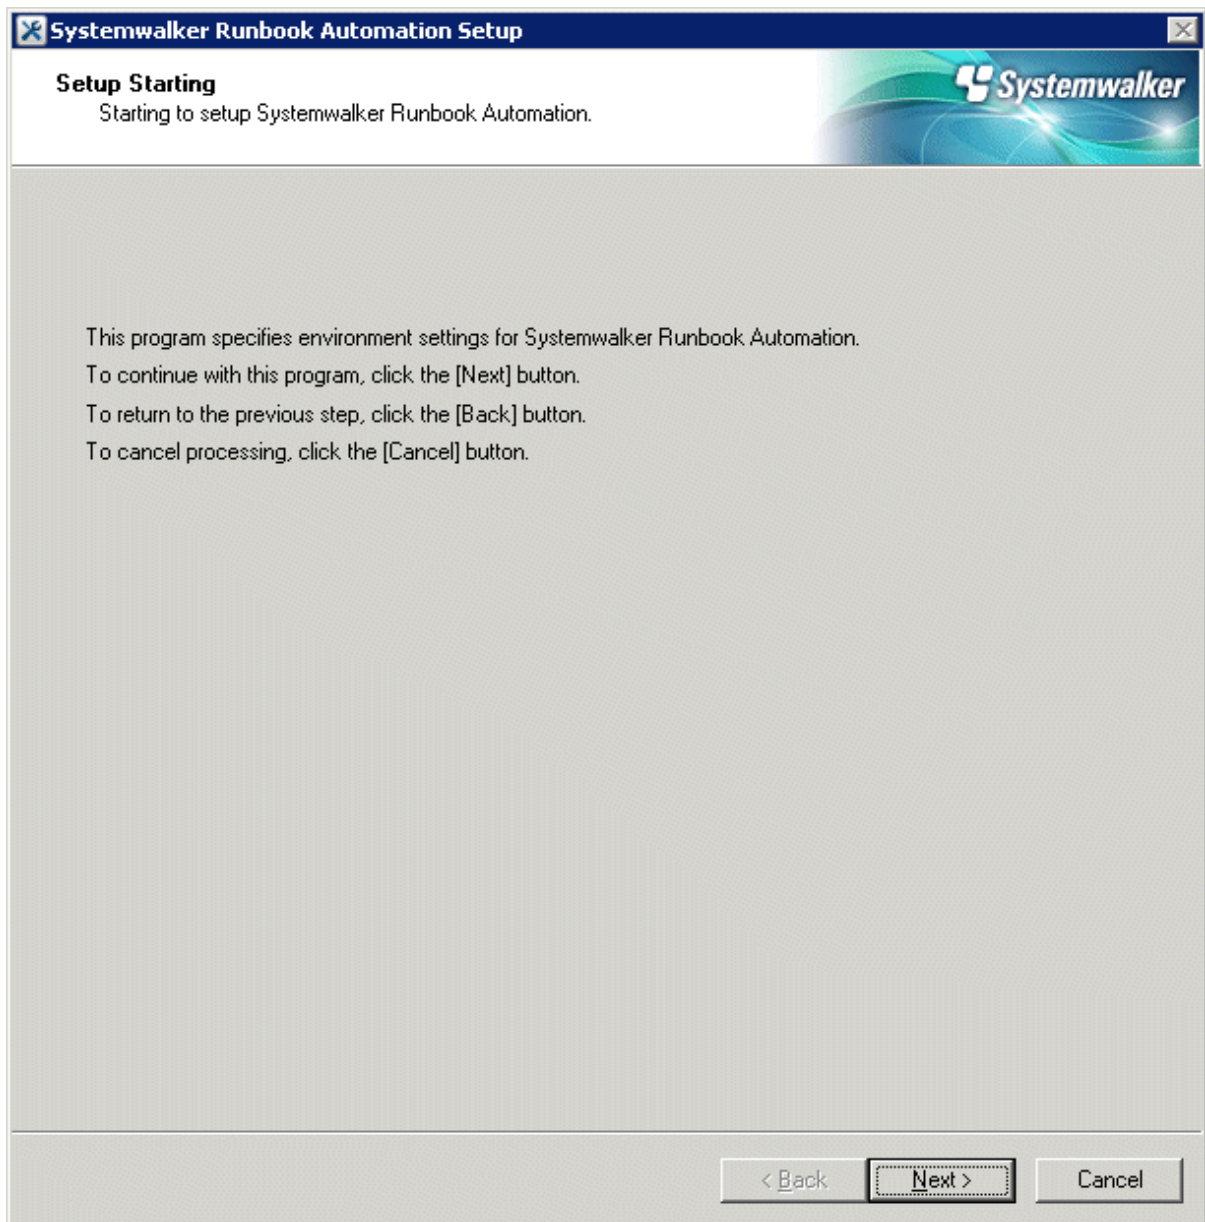 Systemwalker Runbook Automation Setup
Setup Starting
Starting to setup Systemwalker Runbook Automation.
Systemwalker
This program specifies environment settings for Systemwalker Runbook Automation.
To continue with this program, click the [Next] button.
To return to the previous step, click the [Back] button.
To cancel processing, click the [Cancel] button.
< Back Next > Cancel